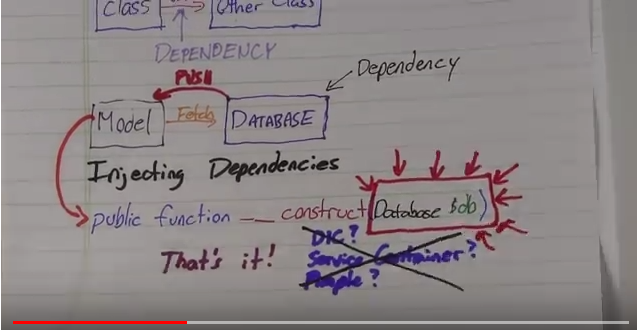 Class Other Class
DEPENDENCY
PUSH
Dependency
Model Fetch DATABASE
Injecting Dependencies
public function __construct(Database $db)
That's it!
DIC?
Service Container?
Pimple?